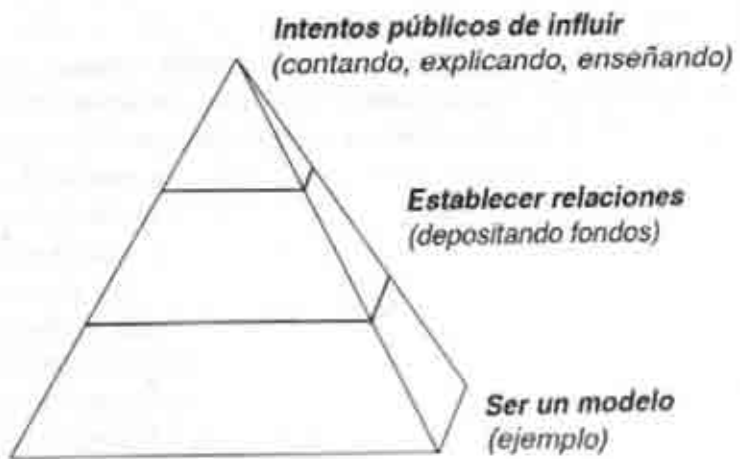 Intentos públicos de influir
(contando, explicando, enseñando)
Establecer relaciones
(depositando fondos)
Ser un modelo
(ejemplo)